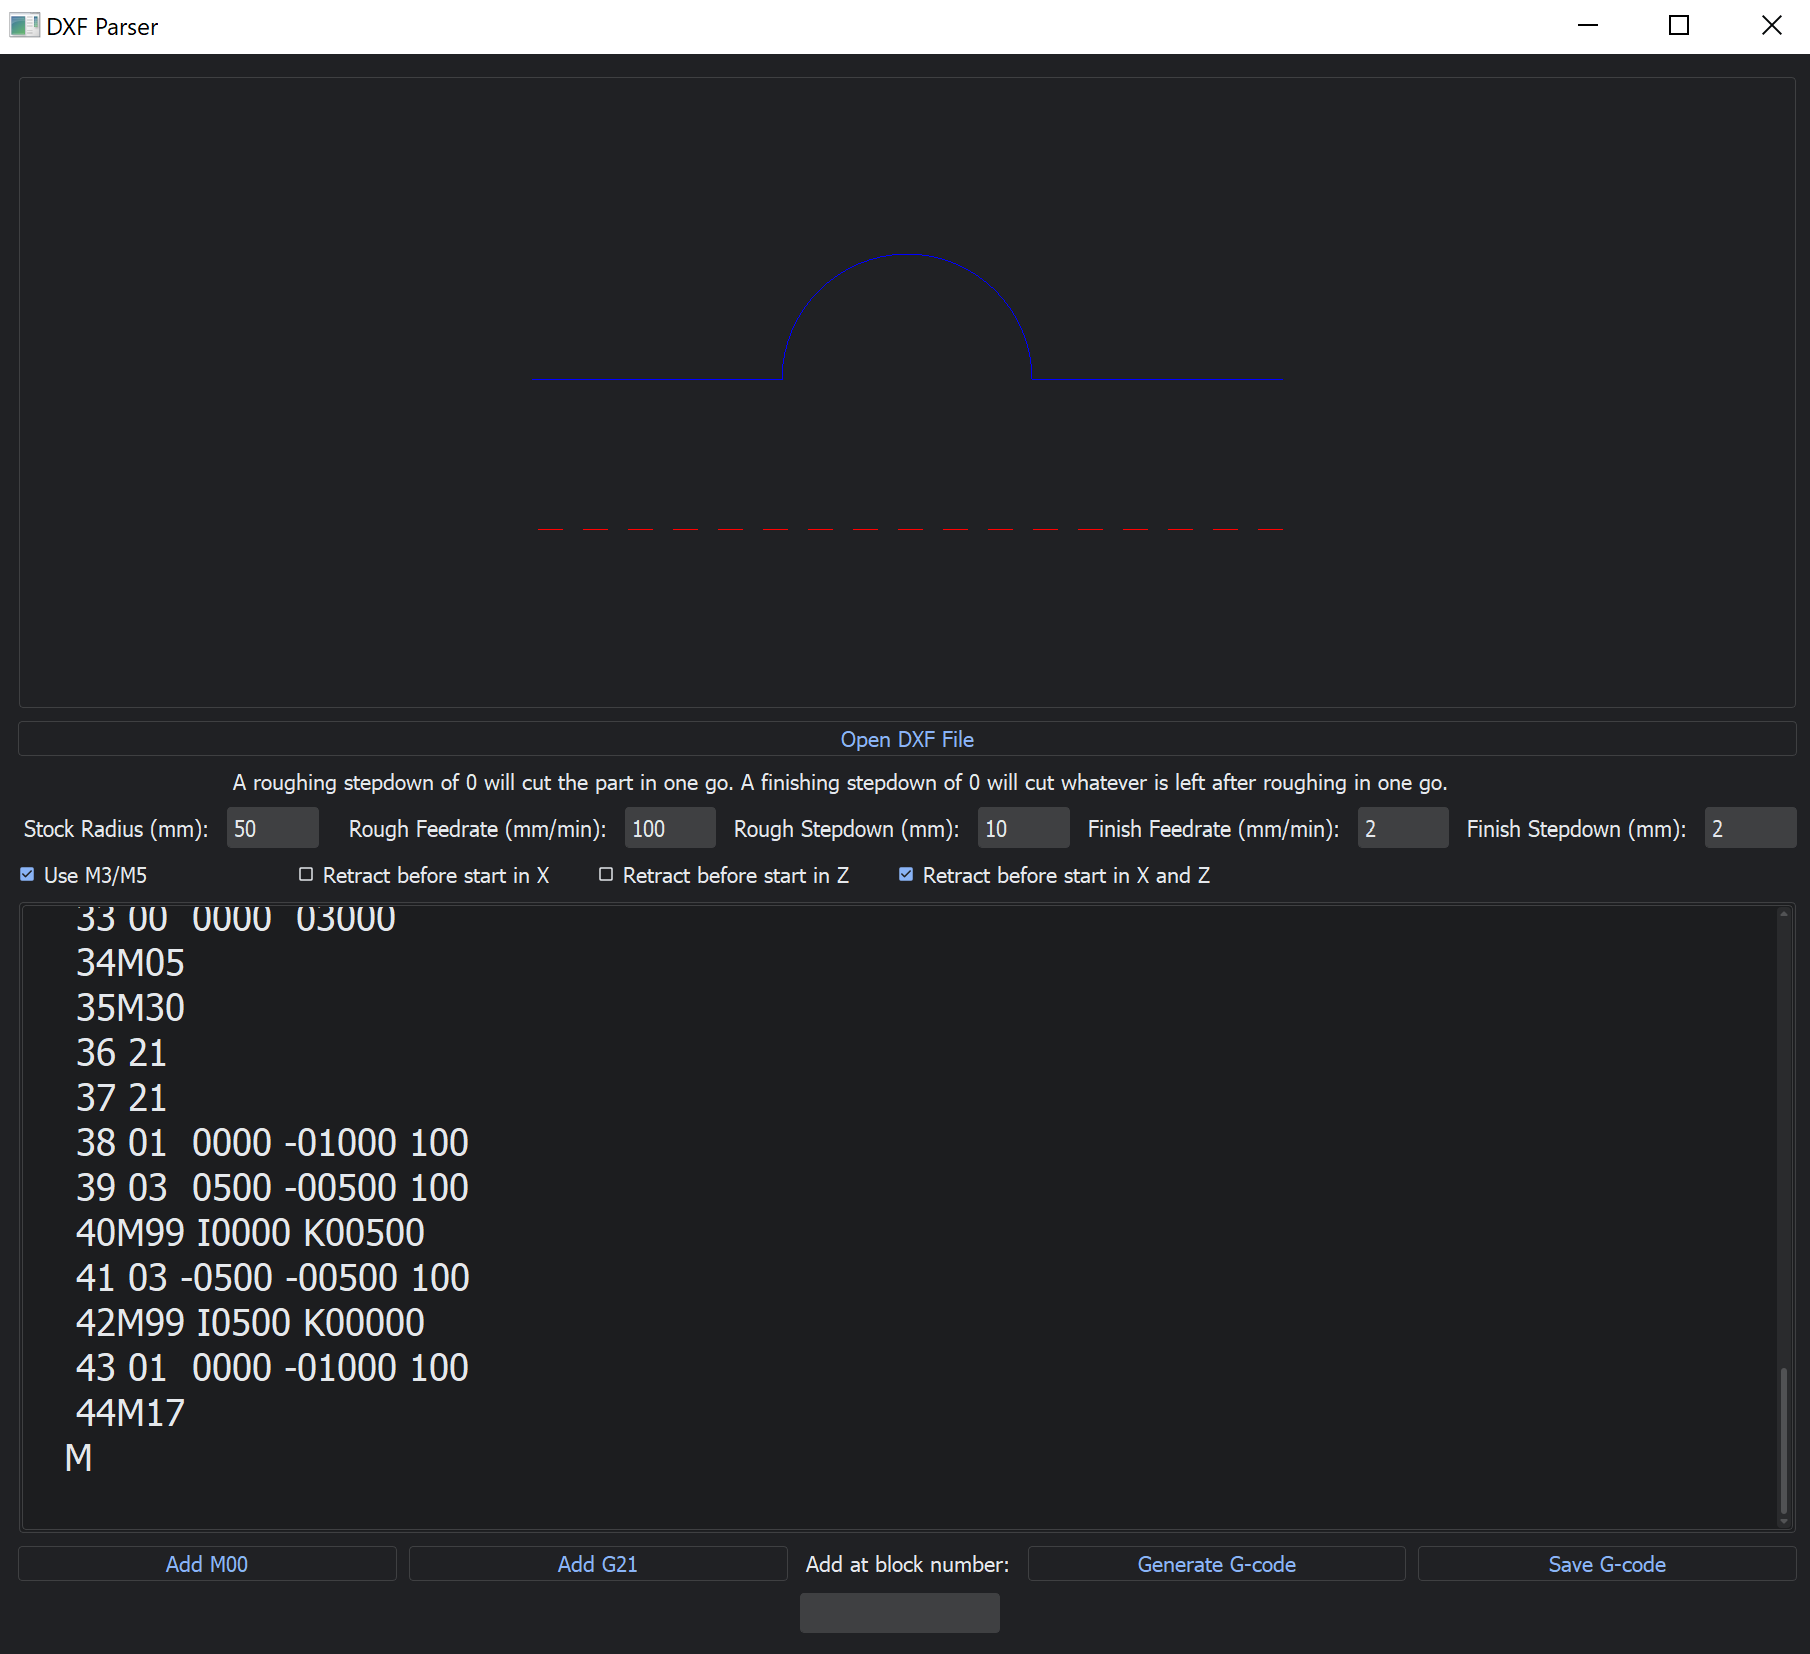 DXF Parser
Open DXF File
A roughing stepdown of 0 will cut the part in one go. A finishing stepdown of 0 will cut whatever is left after roughing in one go.
Stock Radius (mm): 50 Rough Feedrate (mm/min): 100 Rough Stepdown (mm): 10 Finish Feedrate (mm/min): 2 Finish Stepdown (mm): 2
Use M3/M5 Retract before start in X Retract before start in Z Retract before start in X and Z
33 00  0000  03000
34M05
35M30
36 21
37 21
38 01  0000 -01000 100
39 03  0500 -00500 100
40M99 I0000 K00500
41 03 -0500 -00500 100
42M99 I0500 K00000
43 01  0000 -01000 100
44M17
M
Add M00 Add G21 Add at block number: Generate G-code Save G-code